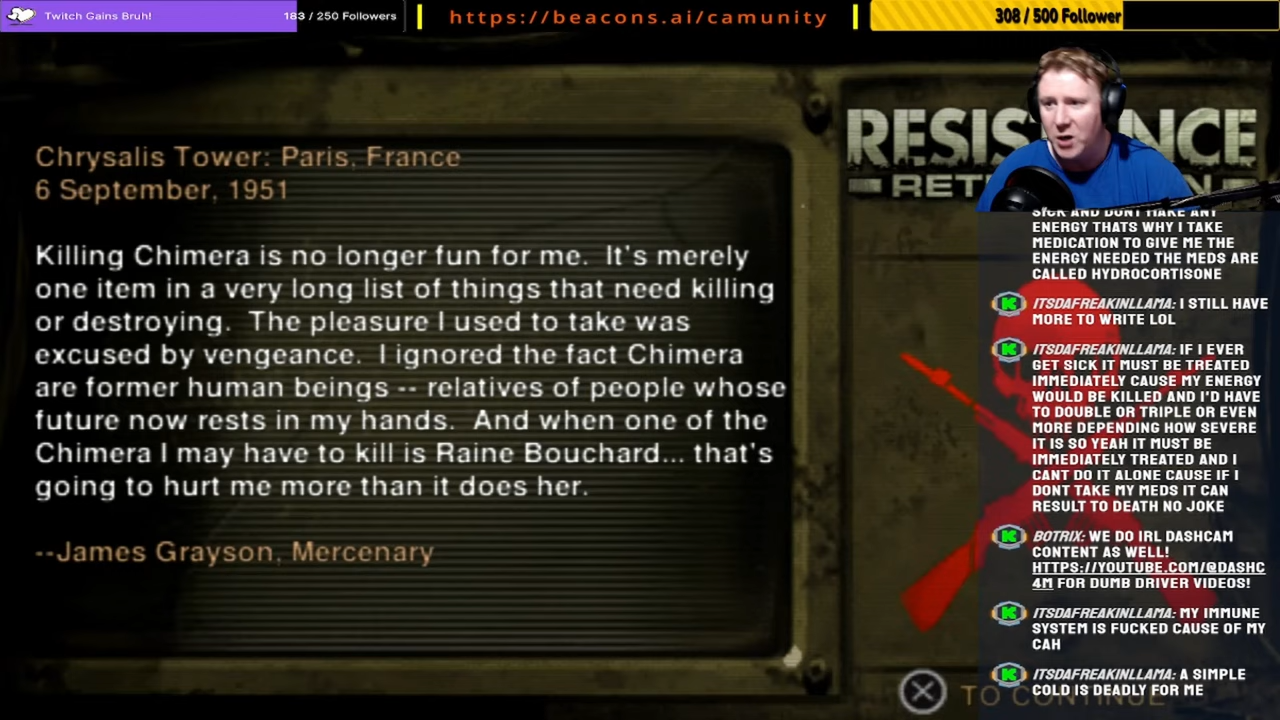 Twitch Gains Bruh!
183 / 250 Followers
https://beacons.ai/camunity
308 / 500 Follower
Chrysalis Tower: Paris, France
6 September, 1951
Killing Chimera is no longer fun for me.  It's merely
one item in a very long list of things that need killing
or destroying.  The pleasure I used to take was
excused by vengeance.  I ignored the fact Chimera
are former human beings -- relatives of people whose
future now rests in my hands.  And when one of the
Chimera I may have to kill is Raine Bouchard... that's
going to hurt me more than it does her.
--James Grayson, Mercenary
SICK AND DONT MAKE ANY
ENERGY THATS WHY I TAKE
MEDICATION TO GIVE ME THE
ENERGY NEEDED THE MEDS ARE
CALLED HYDROCORTISONE
ITSDAFREAKINLLAMA: I STILL HAVE
MORE TO WRITE LOL
ITSDAFREAKINLLAMA: IF I EVER
GET SICK IT MUST BE TREATED
IMMEDIATELY CAUSE MY ENERGY
WOULD BE KILLED AND I'D HAVE
TO DOUBLE OR TRIPLE OR EVEN
MORE DEPENDING HOW SEVERE
IT IS SO YEAH IT MUST BE
IMMEDIATELY TREATED AND I
CANT DO IT ALONE CAUSE IF I
DONT TAKE MY MEDS IT CAN
RESULT TO DEATH NO JOKE
BOTRIX: WE DO IRL DASHCAM
CONTENT AS WELL!
HTTPS://YOUTUBE.COM/@DASHC
4M FOR DUMB DRIVER VIDEOS!
ITSDAFREAKINLLAMA: MY IMMUNE
SYSTEM IS FUCKED CAUSE OF MY
CAH
ITSDAFREAKINLLAMA: A SIMPLE
COLD IS DEADLY FOR ME
TO CONTINUE